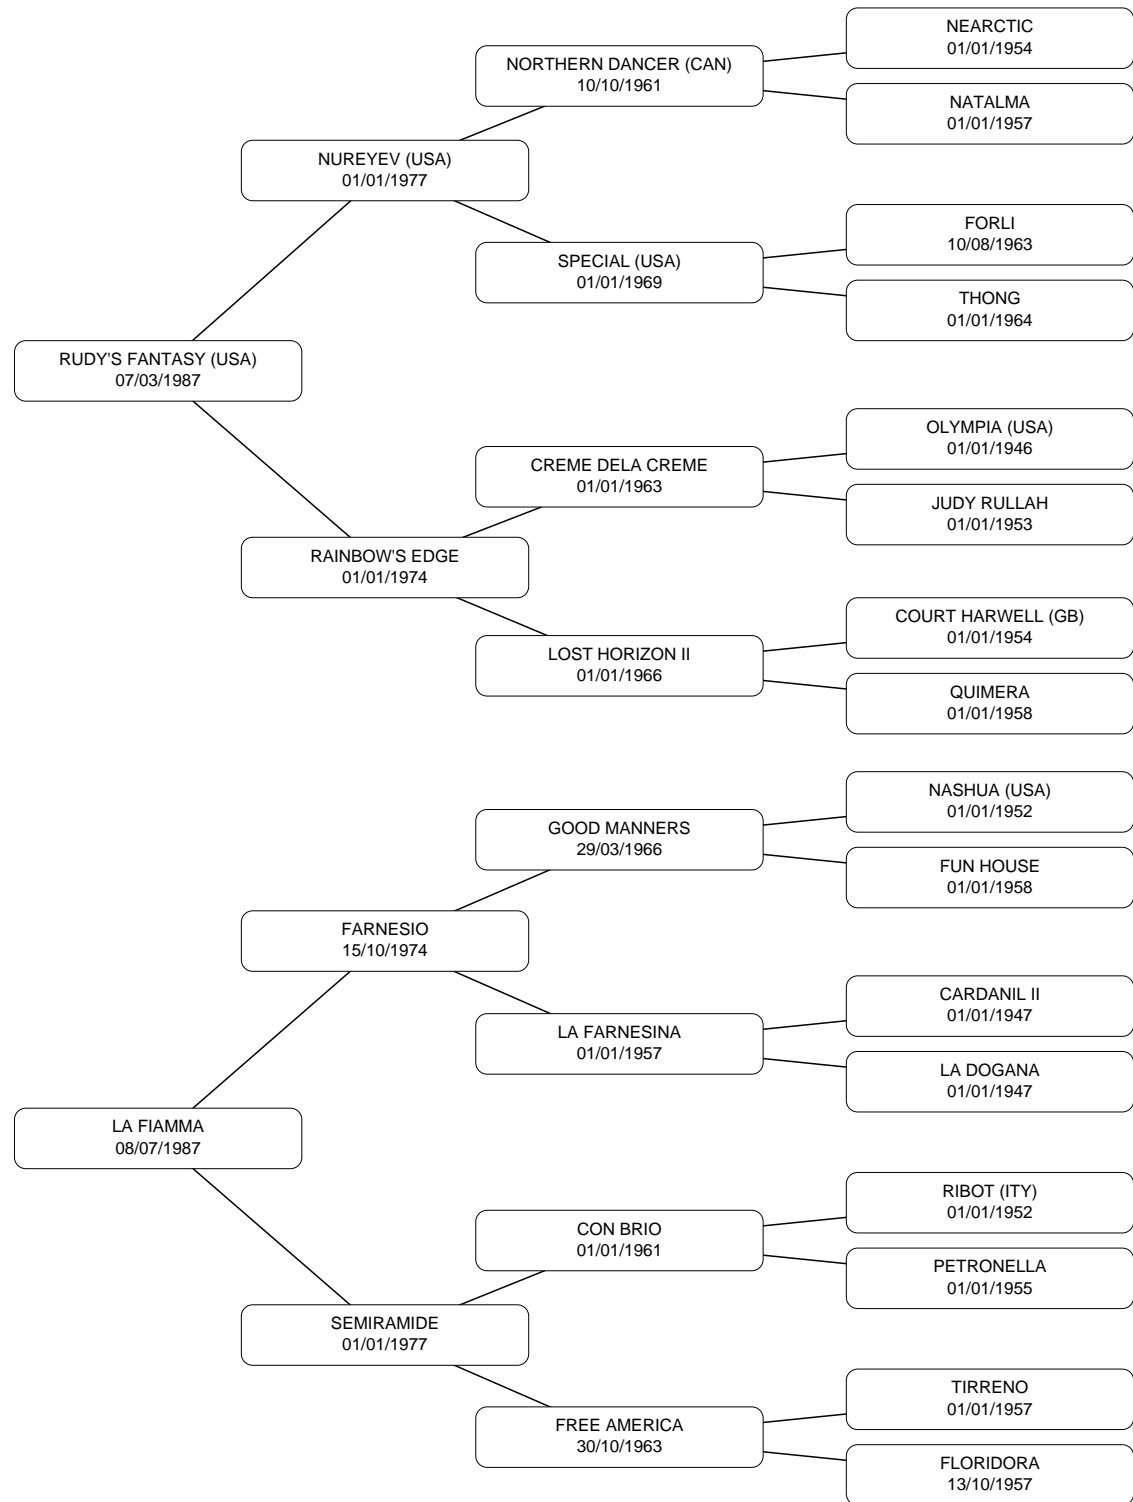 NEARCTIC
01/01/1954
NORTHERN DANCER (CAN)
10/10/1961
NATALMA
01/01/1957
NUREYEV (USA)
01/01/1977
FORLI
10/08/1963
SPECIAL (USA)
01/01/1969
THONG
01/01/1964
RUDY'S FANTASY (USA)
07/03/1987
OLYMPIA (USA)
01/01/1946
CREME DELA CREME
01/01/1963
JUDY RULLAH
01/01/1953
RAINBOW'S EDGE
01/01/1974
COURT HARWELL (GB)
01/01/1954
LOST HORIZON II
01/01/1966
QUIMERA
01/01/1958
NASHUA (USA)
01/01/1952
GOOD MANNERS
29/03/1966
FUN HOUSE
01/01/1958
FARNESIO
15/10/1974
CARDANIL II
01/01/1947
LA FARNESINA
01/01/1957
LA DOGANA
01/01/1947
LA FIAMMA
08/07/1987
RIBOT (ITY)
01/01/1952
CON BRIO
01/01/1961
PETRONELLA
01/01/1955
SEMIRAMIDE
01/01/1977
TIRRENO
01/01/1957
FREE AMERICA
30/10/1963
FLORIDORA
13/10/1957